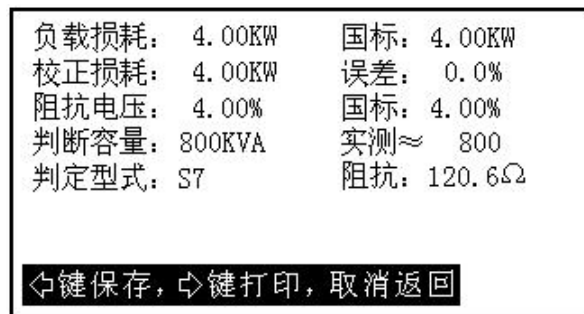 负载损耗： 4.00KW 国标：4.00KW
校正损耗： 4.00KW 误差： 0.0%
阻抗电压： 4.00% 国标：4.00%
判断容量：800KVA 实测≈ 800
判定型式：S7 阻抗：120.6Ω
⇦键保存，⇨键打印，取消返回